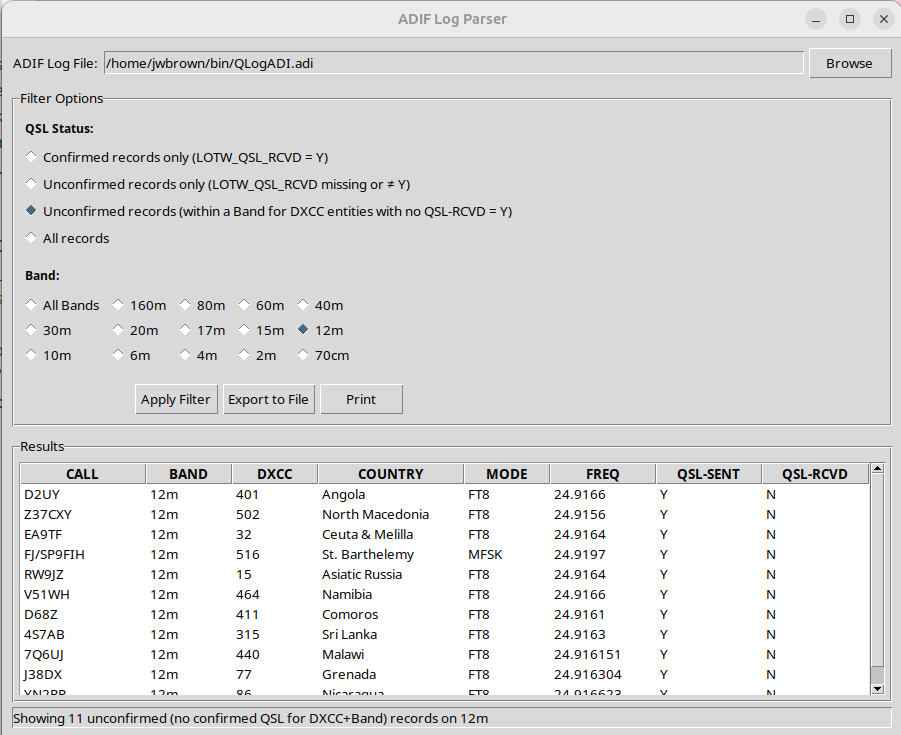 ADIF Log Parser
ADIF Log File: /home/jwbrown/bin/QLogADI.adi Browse
Filter Options
QSL Status:
Confirmed records only (LOTW_QSL_RCVD = Y)
Unconfirmed records only (LOTW_QSL_RCVD missing or ≠ Y)
Unconfirmed records (within a Band for DXCC entities with no QSL-RCVD = Y)
All records
Band:
All Bands 160m 80m 60m 40m
30m 20m 17m 15m 12m
10m 6m 4m 2m 70cm
Apply Filter Export to File Print
Results
CALL BAND DXCC COUNTRY MODE FREQ QSL-SENT QSL-RCVD
D2UY 12m 401 Angola FT8 24.9166 Y N
Z37CXY 12m 502 North Macedonia FT8 24.9156 Y N
EA9TF 12m 32 Ceuta & Melilla FT8 24.9164 Y N
FJ/SP9FIH 12m 516 St. Barthelemy MFSK 24.9197 Y N
RW9JZ 12m 15 Asiatic Russia FT8 24.9164 Y N
V51WH 12m 464 Namibia FT8 24.9166 Y N
D68Z 12m 411 Comoros FT8 24.9161 Y N
4S7AB 12m 315 Sri Lanka FT8 24.9163 Y N
7Q6UJ 12m 440 Malawi FT8 24.916151 Y N
J38DX 12m 77 Grenada FT8 24.916304 Y N
12m 86 Nicaragua FT8 24.916623 Y N
Showing 11 unconfirmed (no confirmed QSL for DXCC+Band) records on 12m